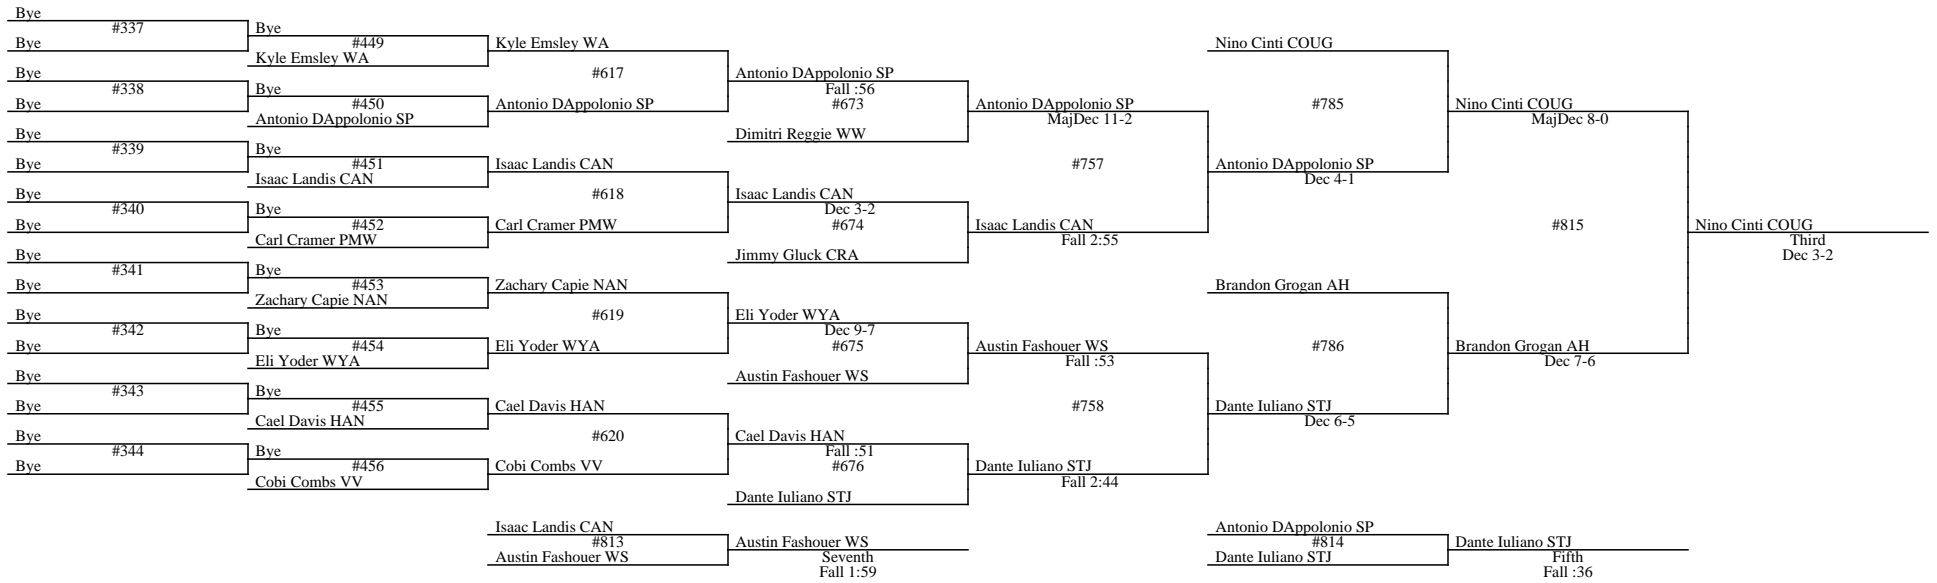 Bye
#337
Bye
Bye
#338
Bye
Bye
#339
Bye
Bye
#340
Bye
Bye
#341
Bye
Bye
#342
Bye
Bye
#343
Bye
Bye
#344
Bye
Bye
#449
Kyle Emsley WA
Bye
#450
Antonio DAppolonio SP
Bye
#451
Isaac Landis CAN
Bye
#452
Carl Cramer PMW
Bye
#453
Zachary Capie NAN
Bye
#454
Eli Yoder WYA
Bye
#455
Cael Davis HAN
Bye
#456
Cobi Combs VV
Kyle Emsley WA
#617
Antonio DAppolonio SP
Isaac Landis CAN
#618
Carl Cramer PMW
Zachary Capie NAN
#619
Eli Yoder WYA
Cael Davis HAN
#620
Cobi Combs VV
Antonio DAppolonio SP
Fall :56
#673
Dimitri Reggie WW
Isaac Landis CAN
Dec 3-2
#674
Jimmy Gluck CRA
Eli Yoder WYA
Dec 9-7
#675
Austin Fashouer WS
Cael Davis HAN
Fall :51
#676
Dante Iuliano STJ
Antonio DAppolonio SP
MajDec 11-2
#757
Isaac Landis CAN
Fall 2:55
Austin Fashouer WS
Fall :53
#758
Dante Iuliano STJ
Fall 2:44
Nino Cinti COUG
#785
Antonio DAppolonio SP
Dec 4-1
Brandon Grogan AH
#786
Dante Iuliano STJ
Dec 6-5
Nino Cinti COUG
MajDec 8-0
#815
Brandon Grogan AH
Dec 7-6
Nino Cinti COUG
Third
Dec 3-2
Isaac Landis CAN
#813
Austin Fashouer WS
Austin Fashouer WS
Seventh
Fall 1:59
Antonio DAppolonio SP
#814
Dante Iuliano STJ
Dante Iuliano STJ
Fifth
Fall :36